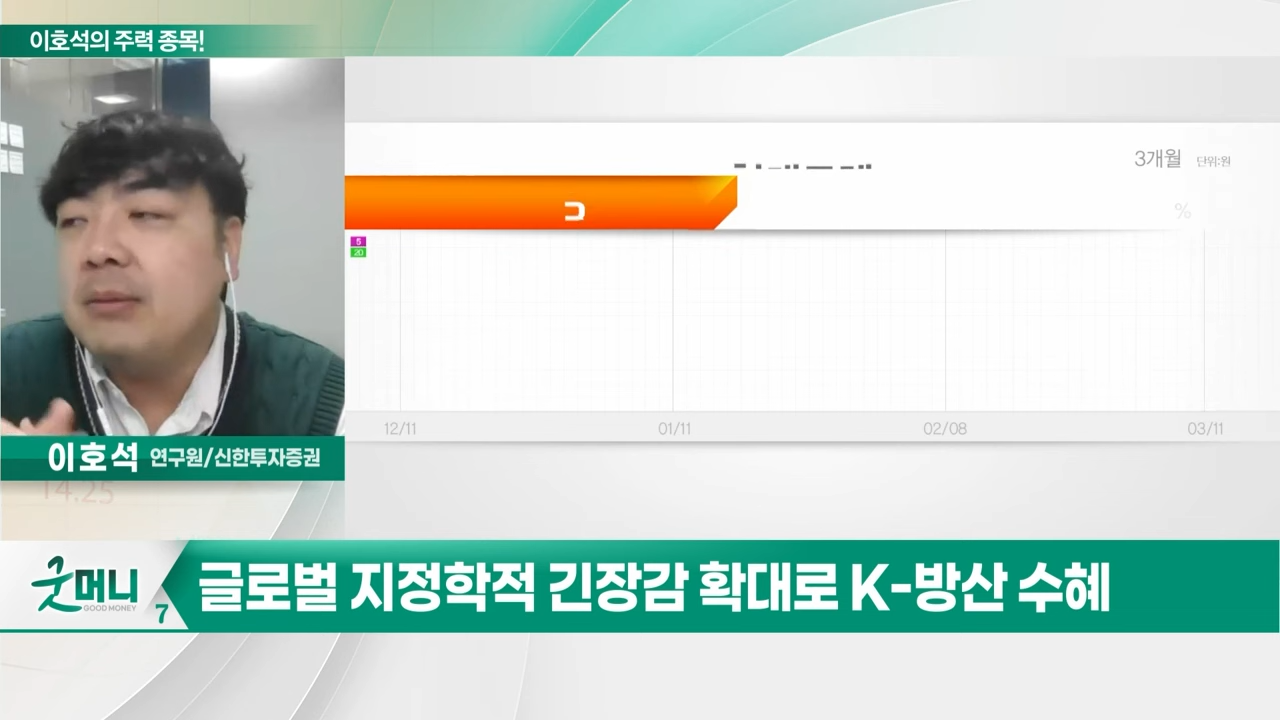 이호석의 주력 종목!
3개월 단위:원
%
5
20
12/11 01/11 02/08 03/11
이호석 연구원/신한투자증권
14.25
굿머니
GOOD MONEY
7
글로벌 지정학적 긴장감 확대로 K-방산 수혜